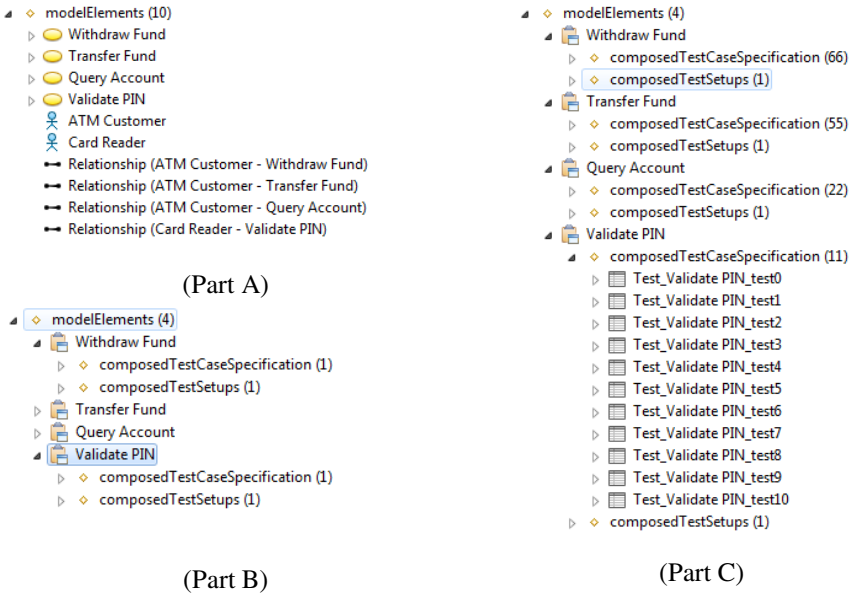 modelElements (10)
Withdraw Fund
Transfer Fund
Query Account
Validate PIN
ATM Customer
Card Reader
Relationship (ATM Customer - Withdraw Fund)
Relationship (ATM Customer - Transfer Fund)
Relationship (ATM Customer - Query Account)
Relationship (Card Reader - Validate PIN)
(Part A)
modelElements (4)
Withdraw Fund
composedTestCaseSpecification (1)
composedTestSetups (1)
Transfer Fund
Query Account
Validate PIN
composedTestCaseSpecification (1)
composedTestSetups (1)
(Part B)
modelElements (4)
Withdraw Fund
composedTestCaseSpecification (66)
composedTestSetups (1)
Transfer Fund
composedTestCaseSpecification (55)
composedTestSetups (1)
Query Account
composedTestCaseSpecification (22)
composedTestSetups (1)
Validate PIN
composedTestCaseSpecification (11)
Test_Validate PIN_test0
Test_Validate PIN_test1
Test_Validate PIN_test2
Test_Validate PIN_test3
Test_Validate PIN_test4
Test_Validate PIN_test5
Test_Validate PIN_test6
Test_Validate PIN_test7
Test_Validate PIN_test8
Test_Validate PIN_test9
Test_Validate PIN_test10
composedTestSetups (1)
(Part C)